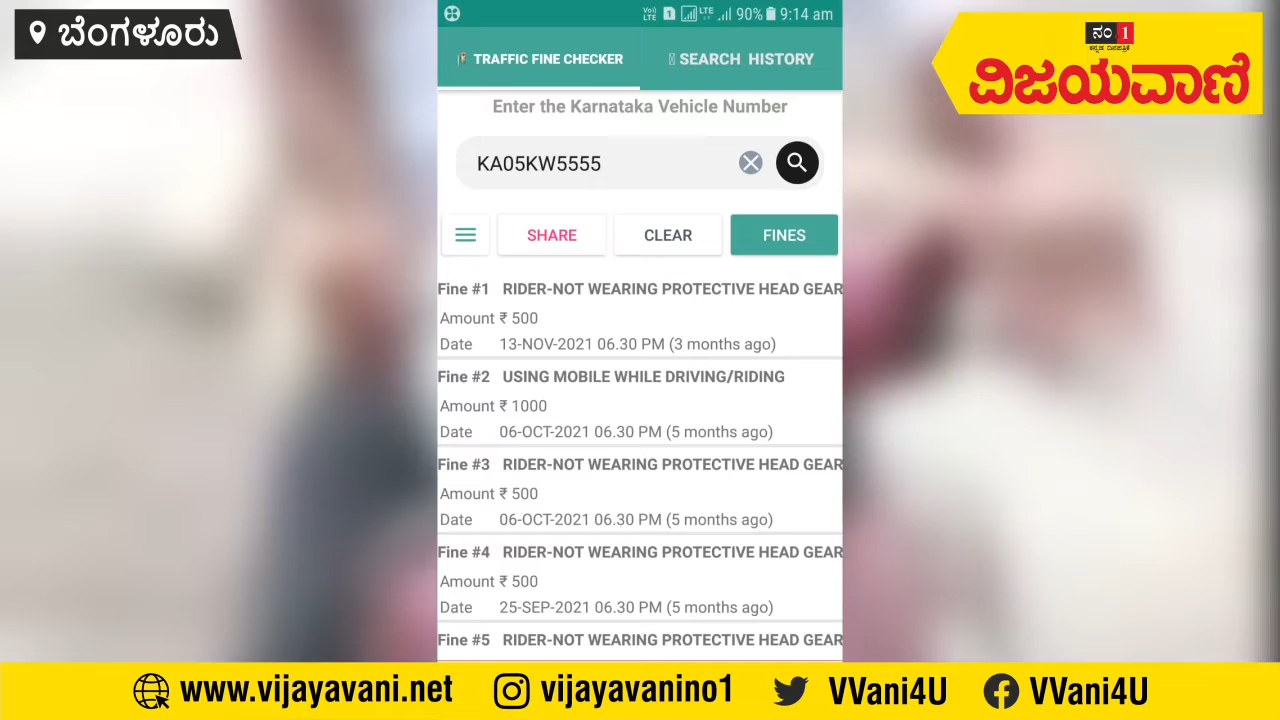 ಬೆಂಗಳೂರು
VoLTE 1 LTE 90% 9:14 am
ನಂ 1
ಕನ್ನಡ ದಿನಪತ್ರಿಕೆ
ವಿಜಯವಾಣಿ
TRAFFIC FINE CHECKER
SEARCH HISTORY
Enter the Karnataka Vehicle Number
KA05KW5555
SHARE CLEAR FINES
Fine #1 RIDER-NOT WEARING PROTECTIVE HEAD GEAR
Amount ₹ 500
Date 13-NOV-2021 06.30 PM (3 months ago)
Fine #2 USING MOBILE WHILE DRIVING/RIDING
Amount ₹ 1000
Date 06-OCT-2021 06.30 PM (5 months ago)
Fine #3 RIDER-NOT WEARING PROTECTIVE HEAD GEAR
Amount ₹ 500
Date 06-OCT-2021 06.30 PM (5 months ago)
Fine #4 RIDER-NOT WEARING PROTECTIVE HEAD GEAR
Amount ₹ 500
Date 25-SEP-2021 06.30 PM (5 months ago)
Fine #5 RIDER-NOT WEARING PROTECTIVE HEAD GEAR
www.vijayavani.net vijayavanino1 VVani4U VVani4U